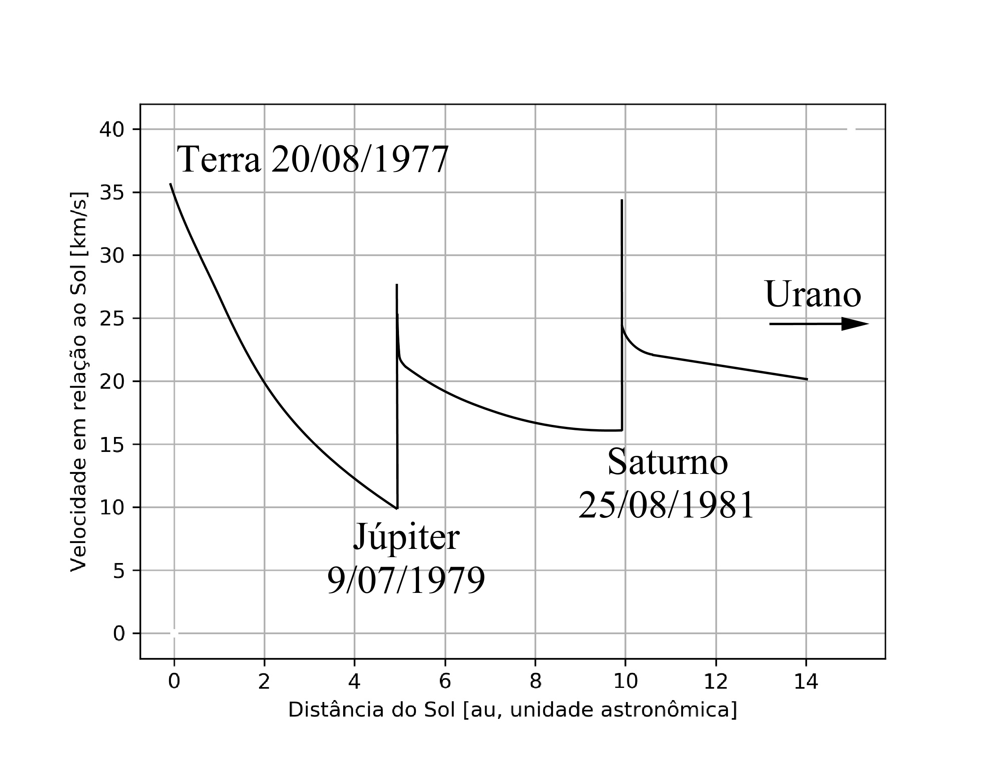 Terra 20/08/1977
Urano
Saturno
25/08/1981
Júpiter
9/07/1979
Velocidade em relação ao Sol [km/s]
40
35
30
25
20
15
10
5
0
0 2 4 6 8 10 12 14
Distância do Sol [au, unidade astronômica]